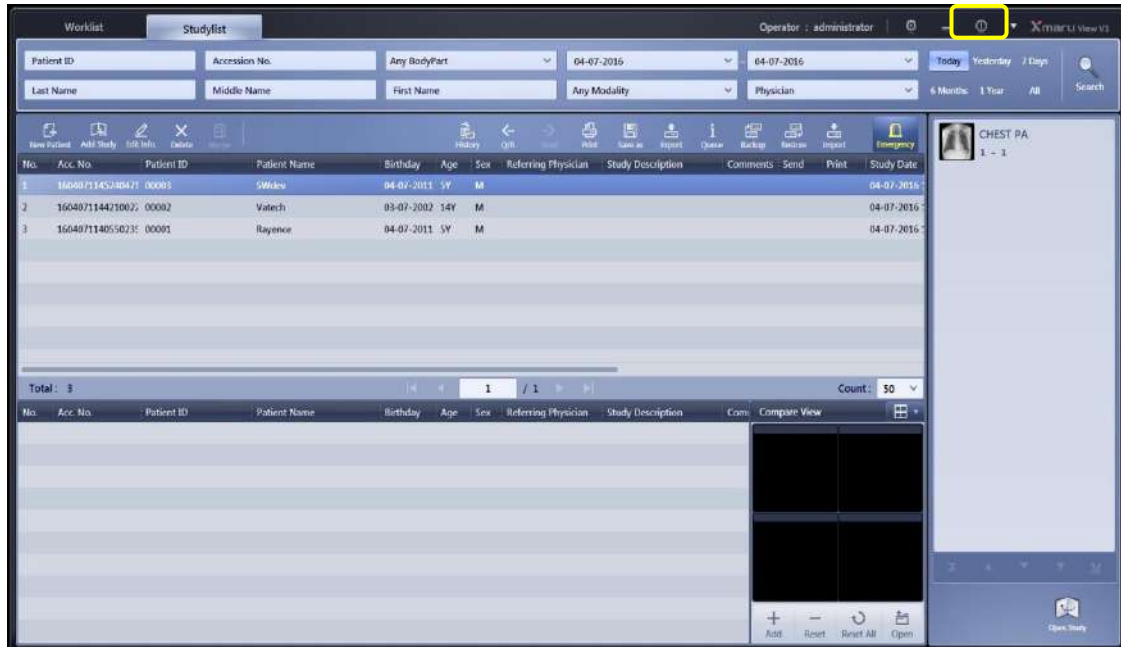 Worklist Studylist Operator : administrator Xmaru View V1
Patient ID Accession No. Any BodyPart 04-07-2016 - 04-07-2016 Today Yesterday 7 Days
Last Name Middle Name First Name Any Modality Physician 6 Months 1 Year All Search
New Patient Add Study Edit Info. Delete History Q/R Print Save as Export Queue Backup Restore Import Emergency
CHEST PA
1 - 1
No. Acc. No. Patient ID Patient Name Birthday Age Sex Referring Physician Study Description Comments Send Print Study Date
1 00003 SWdev 04-07-2011 5Y M 04-07-2016
2 00002 Vatech 03-07-2002 14Y M 04-07-2016
3 00001 Rayence 04-07-2011 5Y M 04-07-2016
Total : 3 1 / 1 Count : 50
No. Acc. No. Patient ID Patient Name Birthday Age Sex Referring Physician Study Description Com Compare View
Add Reset Reset All Open
Open Study